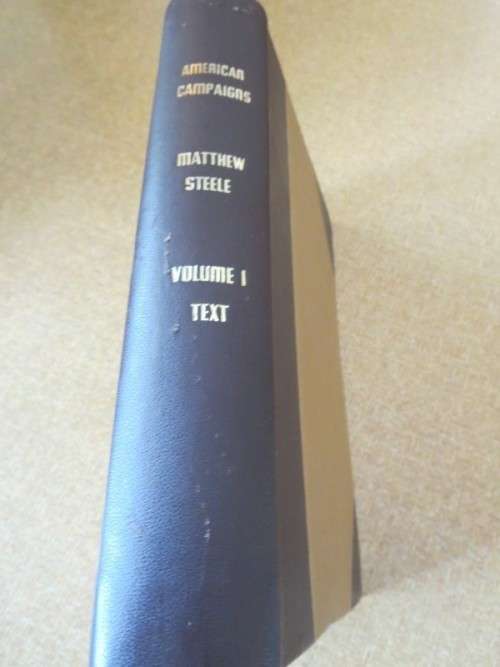 AMERICAN
CAMPAIGNS
MATTHEW
STEELE
VOLUME I
TEXT